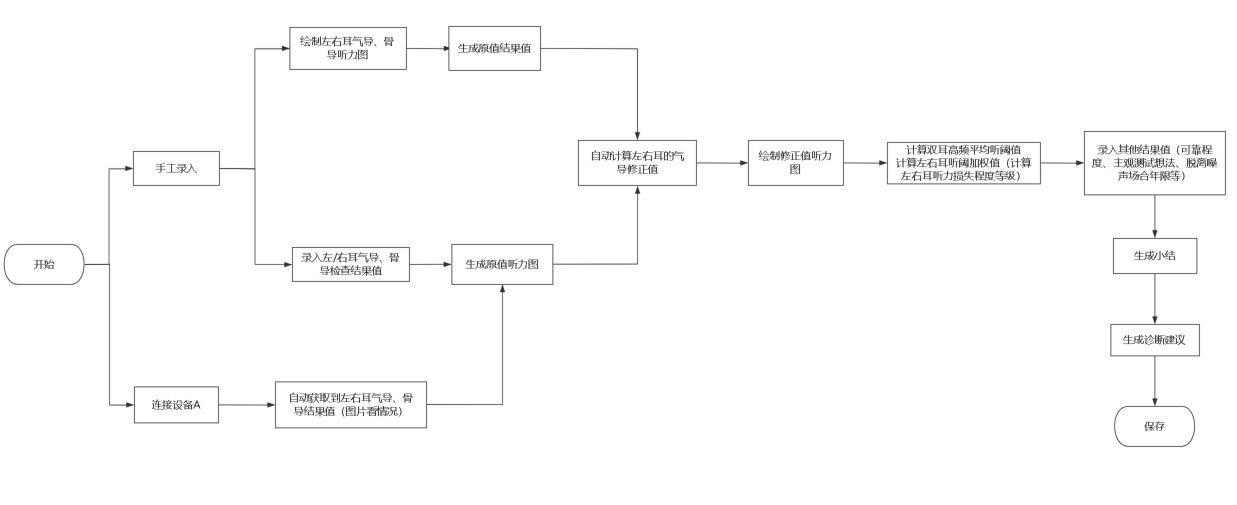 绘制左右耳气导、骨
导听力图
生成原值结果值
手工录入
自动计算左右耳的气
导修正值
绘制修正值听力
图
计算双耳高频平均听阈值
计算左右耳听阈加权值（计算
左右耳听力损失程度等级）
录入其他结果值（可靠程
度、主观测试想法、脱离噪
声场合年限等）
开始
录入左/右耳气导、骨
导检查结果值
生成原值听力图
生成小结
生成诊断建议
连接设备A
自动获取到左右耳气导、骨
导结果值（图片看情况）
保存